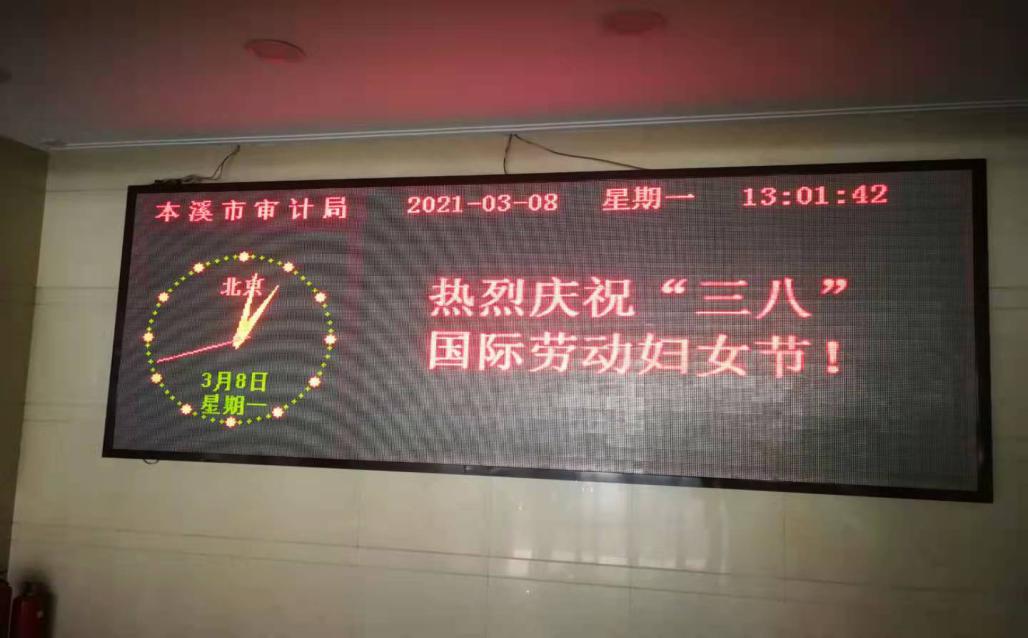 本溪市审计局 2021-03-08 星期一 13:01:42
北京
3月8日
星期一
热烈庆祝“三八”
国际劳动妇女节！